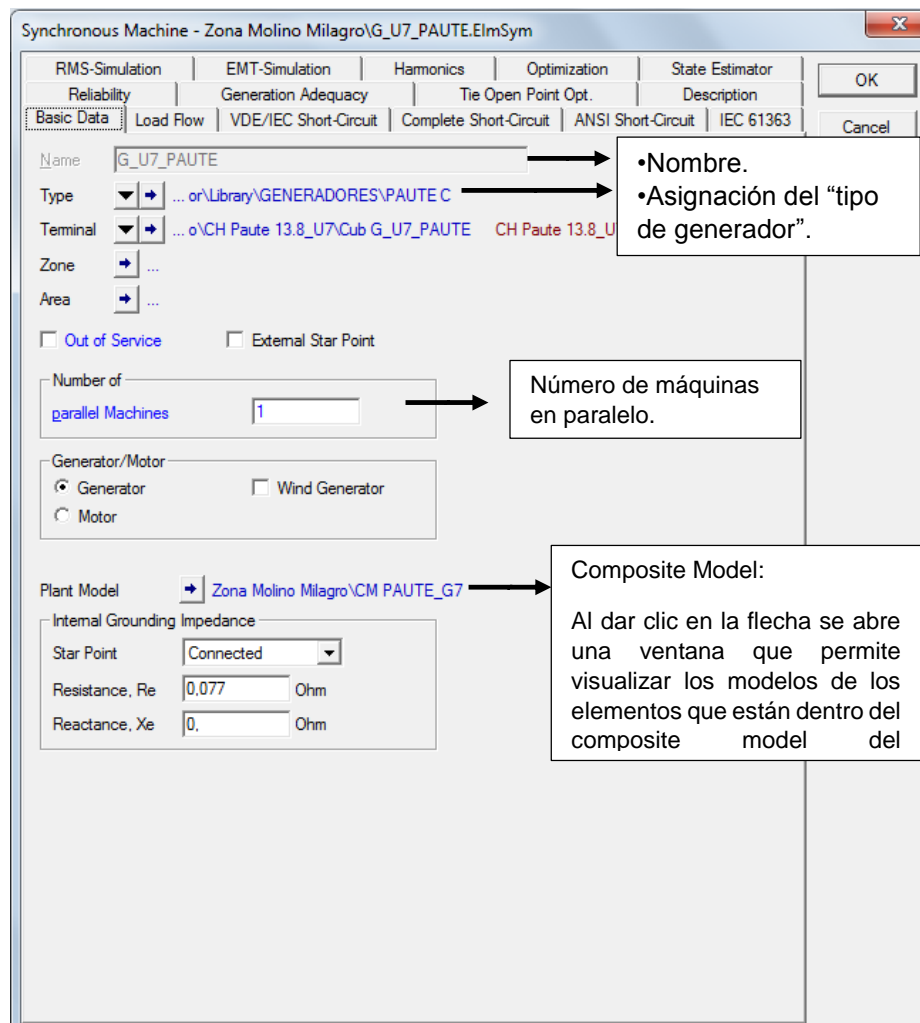 Synchronous Machine - Zona Molino Milagro\G_U7_PAUTE.ElmSym
RMS-Simulation EMT-Simulation Harmonics Optimization State Estimator
Reliability Generation Adequacy Tie Open Point Opt. Description
Basic Data Load Flow VDE/IEC Short-Circuit Complete Short-Circuit ANSI Short-Circuit IEC 61363
OK
Cancel
Name G_U7_PAUTE
Type ... or\Library\GENERADORES\PAUTE C
Terminal ... o\CH Paute 13.8_U7\Cub G_U7_PAUTE CH Paute 13.8_U
Zone ...
Area ...
•Nombre.
•Asignación del “tipo
de generador”.
Out of Service External Star Point
Number of
parallel Machines 1
Número de máquinas
en paralelo.
Generator/Motor
Generator Wind Generator
Motor
Plant Model Zona Molino Milagro\CM PAUTE_G7
Internal Grounding Impedance
Star Point Connected
Resistance, Re 0,077 Ohm
Reactance, Xe 0, Ohm
Composite Model:
Al dar clic en la flecha se abre
una ventana que permite
visualizar los modelos de los
elementos que están dentro del
composite model del